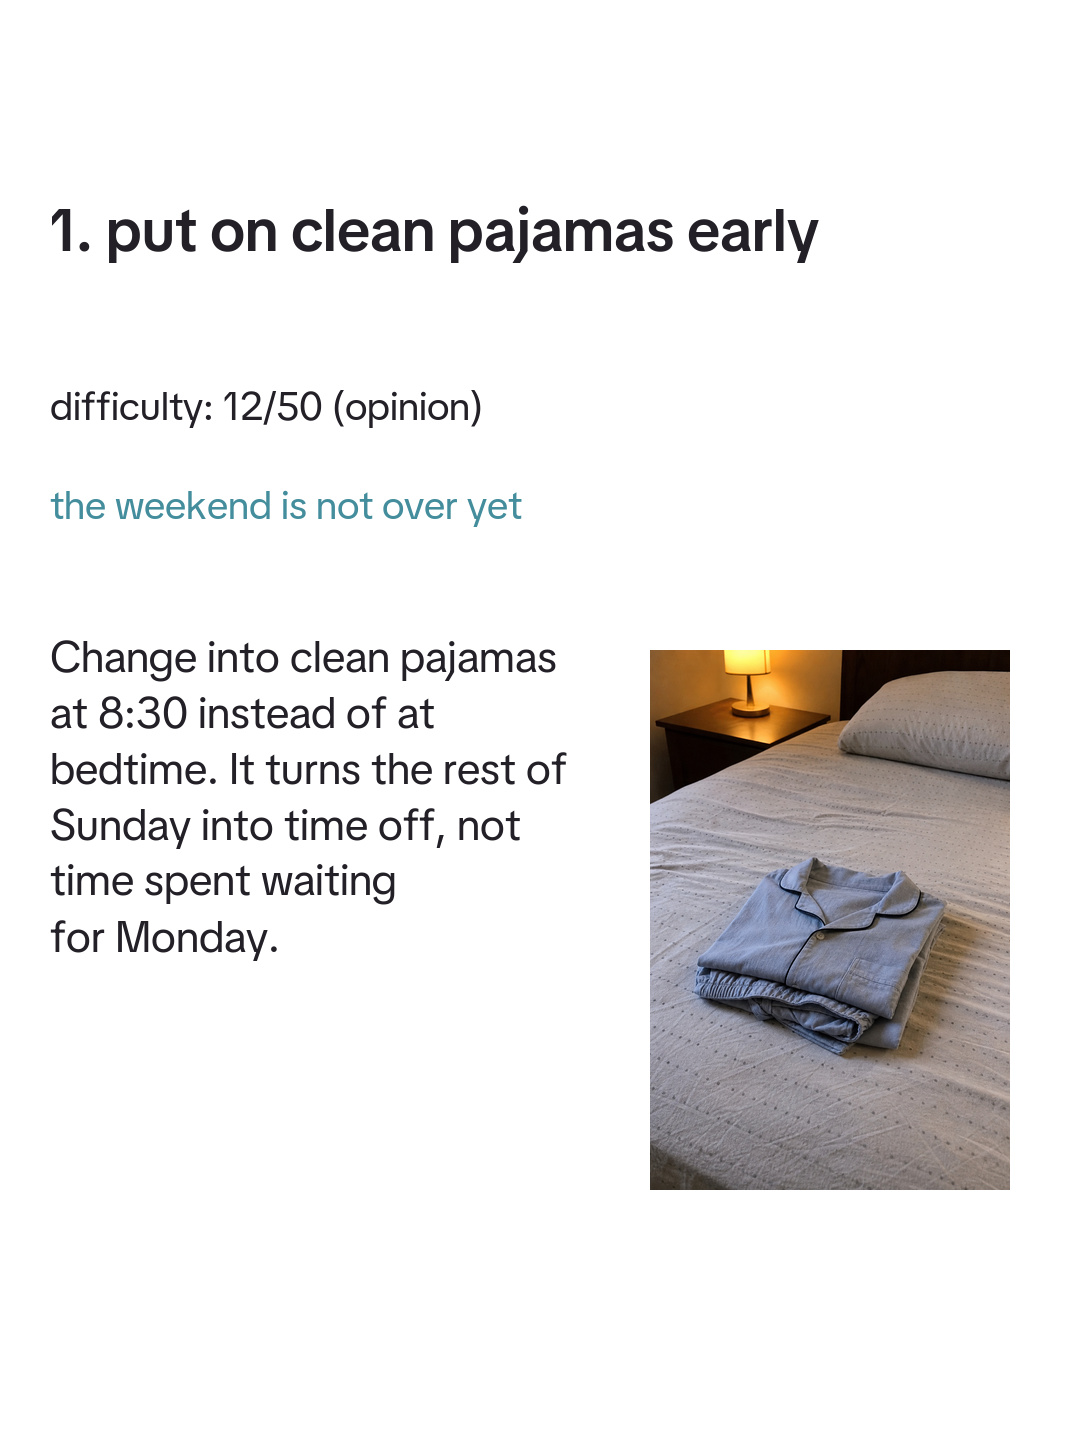 1. put on clean pajamas early
difficulty: 12/50 (opinion)
the weekend is not over yet
Change into clean pajamas
at 8:30 instead of at
bedtime. It turns the rest of
Sunday into time off, not
time spent waiting
for Monday.